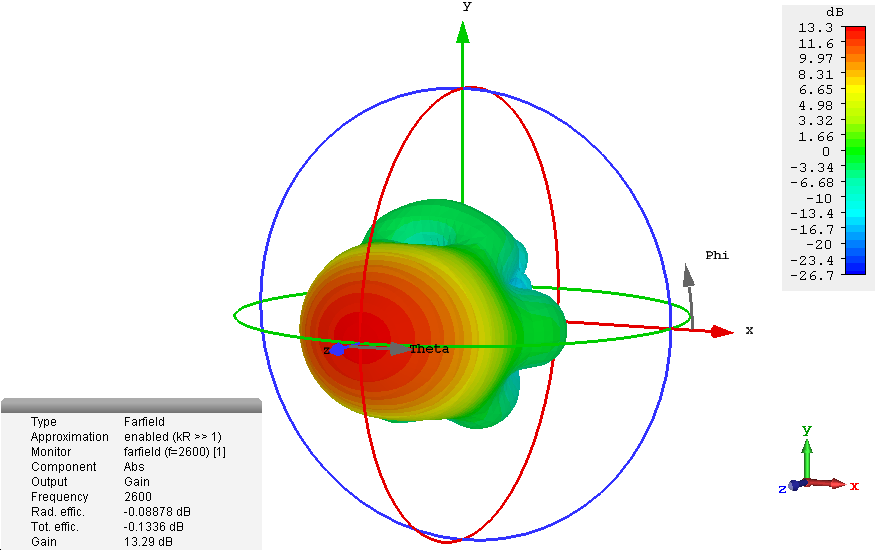 y
dB
13.3
11.6
9.97
8.31
6.65
4.98
3.32
1.66
0
-3.34
-6.68
-10
-13.4
-16.7
-20
-23.4
-26.7
Phi
x
z
Theta
Type Farfield
Approximation enabled (kR >> 1)
Monitor farfield (f=2600) [1]
Component Abs
Output Gain
Frequency 2600
Rad. effic. -0.08878 dB
Tot. effic. -0.1336 dB
Gain 13.29 dB
y
z
x